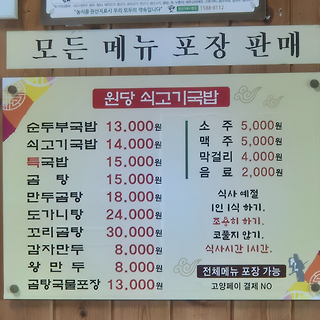 "농식품 원산지표시 우리 모두의 약속입니다"
1588-8112
모든 메뉴 포장 판매
원당 쇠고기국밥
순두부국밥 13,000원
쇠고기국밥 14,000원
특국밥 15,000원
곰 탕 15,000원
만두곰탕 18,000원
도가니탕 24,000원
꼬리곰탕 30,000원
감자만두 8,000원
왕 만 두 8,000원
곰탕국물포장 13,000원
소 주 5,000원
맥 주 5,000원
막걸리 4,000원
음 료 2,000원
식사 예절
1인 1식 하기.
조용히 하기.
코풀지 않기.
식사시간 1시간.
전체메뉴 포장 가능
고양페이 결제 NO